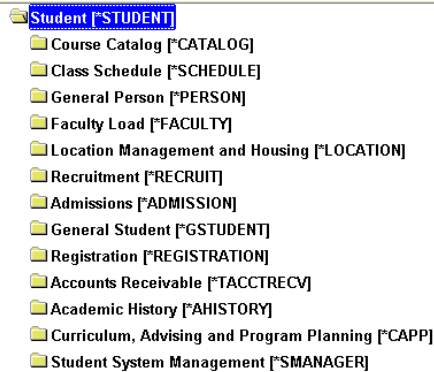 Student [*STUDENT]
Course Catalog [*CATALOG]
Class Schedule [*SCHEDULE]
General Person [*PERSON]
Faculty Load [*FACULTY]
Location Management and Housing [*LOCATION]
Recruitment [*RECRUIT]
Admissions [*ADMISSION]
General Student [*GSTUDENT]
Registration [*REGISTRATION]
Accounts Receivable [*TACCTRECV]
Academic History [*AHISTORY]
Curriculum, Advising and Program Planning [*CAPP]
Student System Management [*SMANAGER]